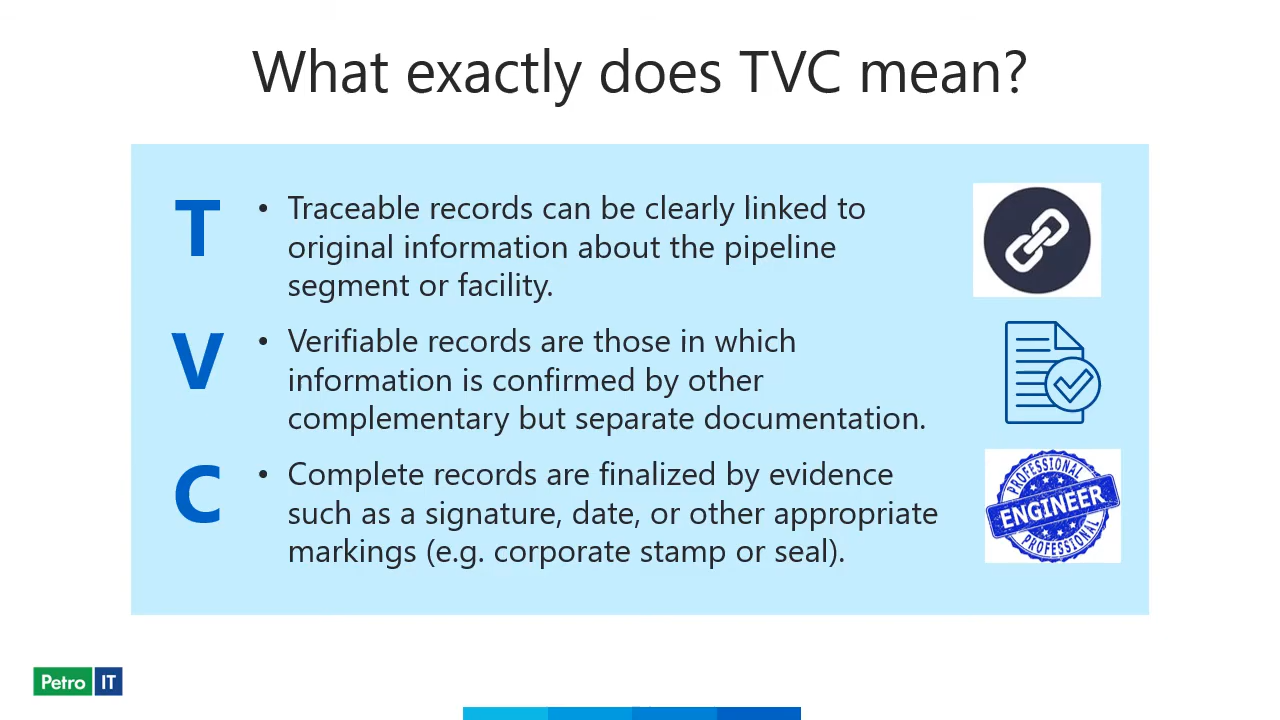 What exactly does TVC mean?
T
• Traceable records can be clearly linked to
original information about the pipeline
segment or facility.
V
• Verifiable records are those in which
information is confirmed by other
complementary but separate documentation.
C
• Complete records are finalized by evidence
such as a signature, date, or other appropriate
markings (e.g. corporate stamp or seal).
PROFESSIONAL
ENGINEER
PROFESSIONAL
Petro IT